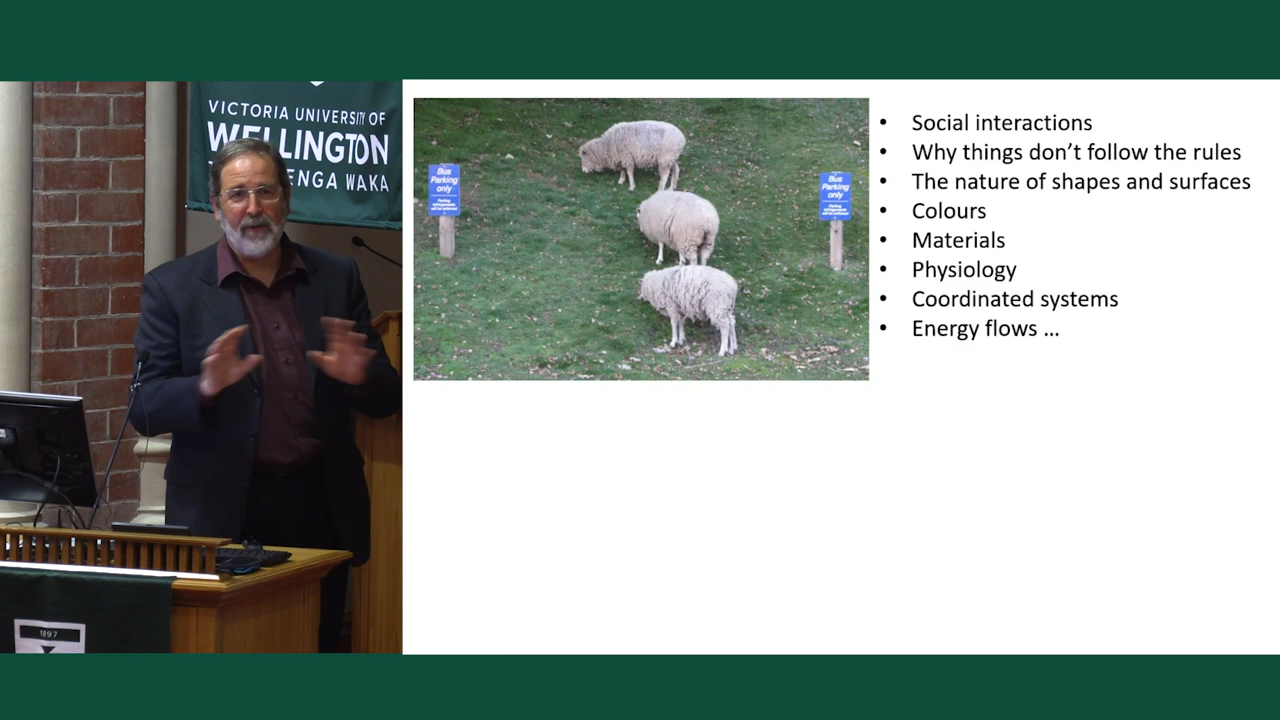 VICTORIA UNIVERSITY OF
WELLINGTON
ENGA WAKA
1897
Bus
Parking
only
Bus
Parking
only
• Social interactions
• Why things don’t follow the rules
• The nature of shapes and surfaces
• Colours
• Materials
• Physiology
• Coordinated systems
• Energy flows ...